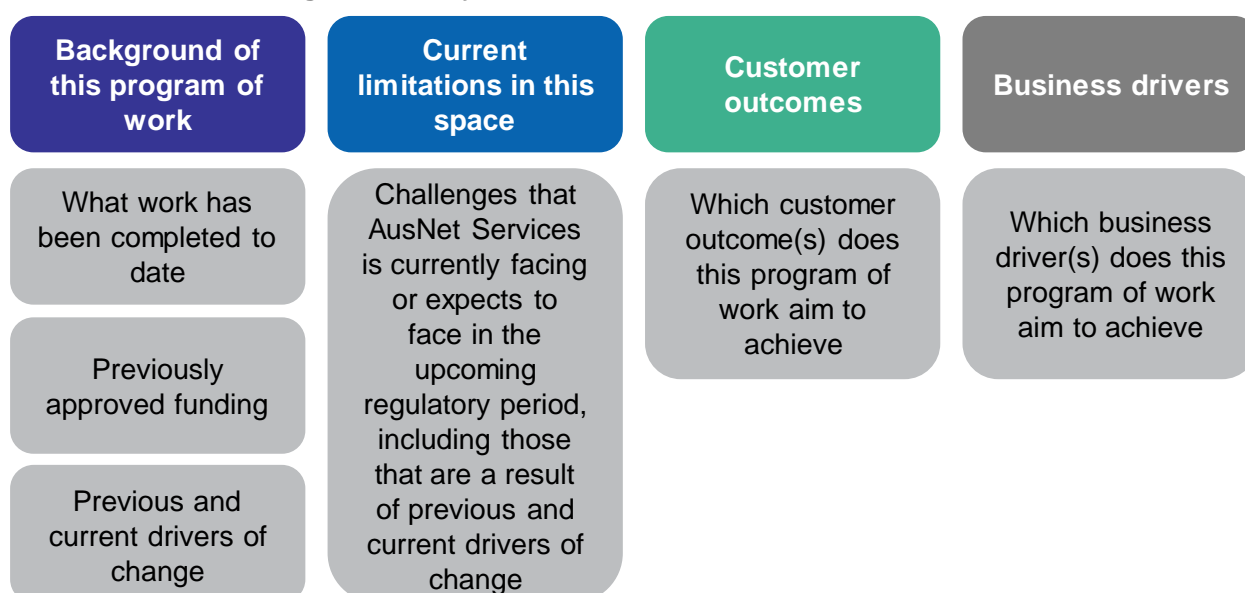 Background of
this program of
work
What work has
been completed to
date
Previously
approved funding
Previous and
current drivers of
change
Current
limitations in this
space
Challenges that
AusNet Services
is currently facing
or expects to
face in the
upcoming
regulatory period,
including those
that are a result
of previous and
current drivers of
change
Customer
outcomes
Which customer
outcome(s) does
this program of
work aim to
achieve
Business drivers
Which business
driver(s) does this
program of work
aim to achieve